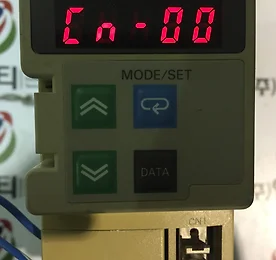 Cn-00
MODE/SET
DATA
CN1